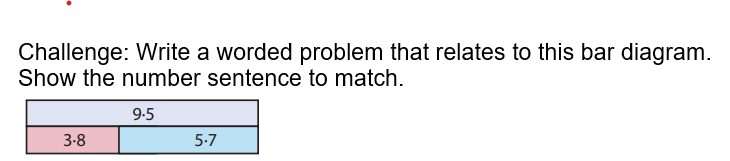 Challenge: Write a worded problem that relates to this bar diagram.
Show the number sentence to match.
9·5
3·8 5·7